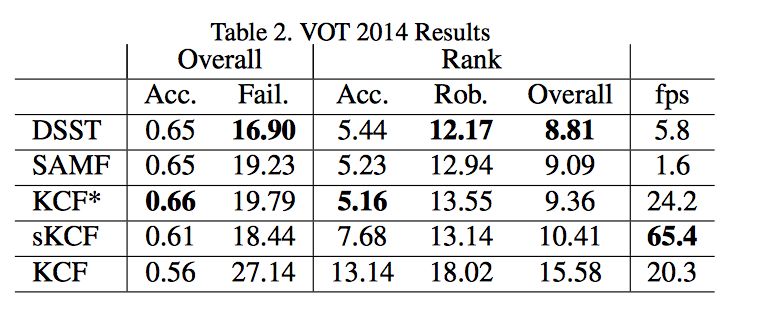 Table 2. VOT 2014 Results
Overall Rank
Acc. Fail. Acc. Rob. Overall fps
DSST 0.65 16.90 5.44 12.17 8.81 5.8
SAMF 0.65 19.23 5.23 12.94 9.09 1.6
KCF* 0.66 19.79 5.16 13.55 9.36 24.2
sKCF 0.61 18.44 7.68 13.14 10.41 65.4
KCF 0.56 27.14 13.14 18.02 15.58 20.3